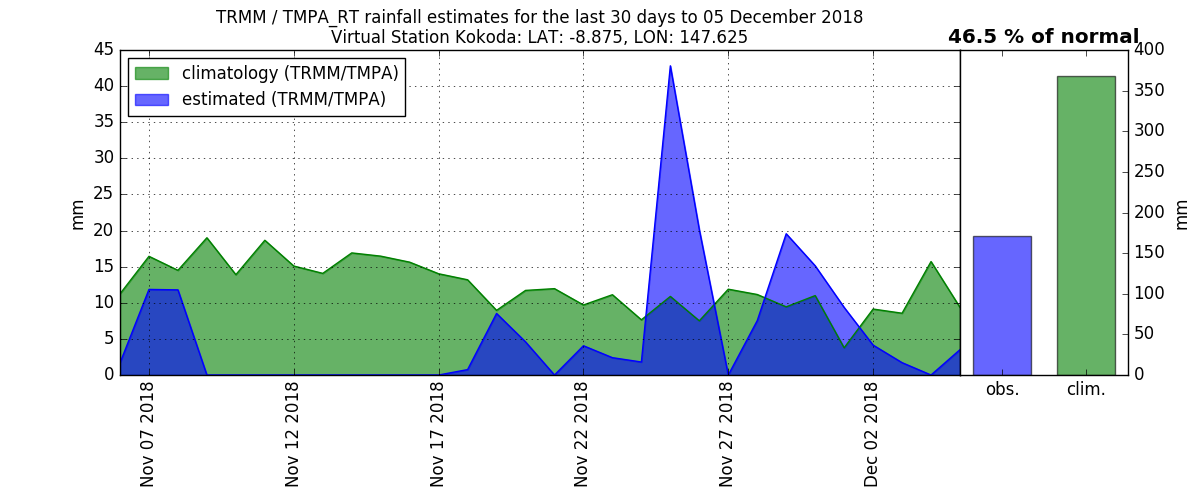 TRMM / TMPA_RT rainfall estimates for the last 30 days to 05 December 2018
Virtual Station Kokoda: LAT: -8.875, LON: 147.625
46.5 % of normal
climatology (TRMM/TMPA)
estimated (TRMM/TMPA)
45
40
35
30
25
20
15
10
5
0
mm
400
350
300
250
200
150
100
50
0
mm
obs.
clim.
Nov 07 2018
Nov 12 2018
Nov 17 2018
Nov 22 2018
Nov 27 2018
Dec 02 2018